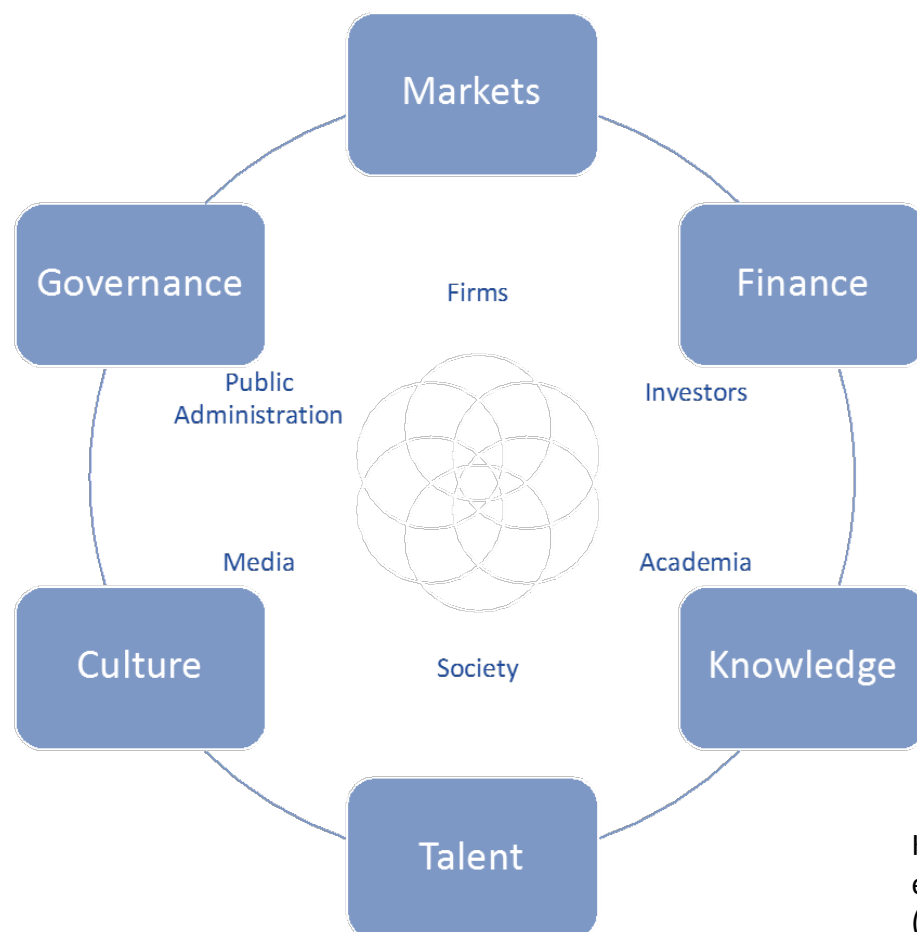 Markets
Governance
Finance
Firms
Public
Administration
Investors
Media
Academia
Culture
Knowledge
Society
Talent
e
(